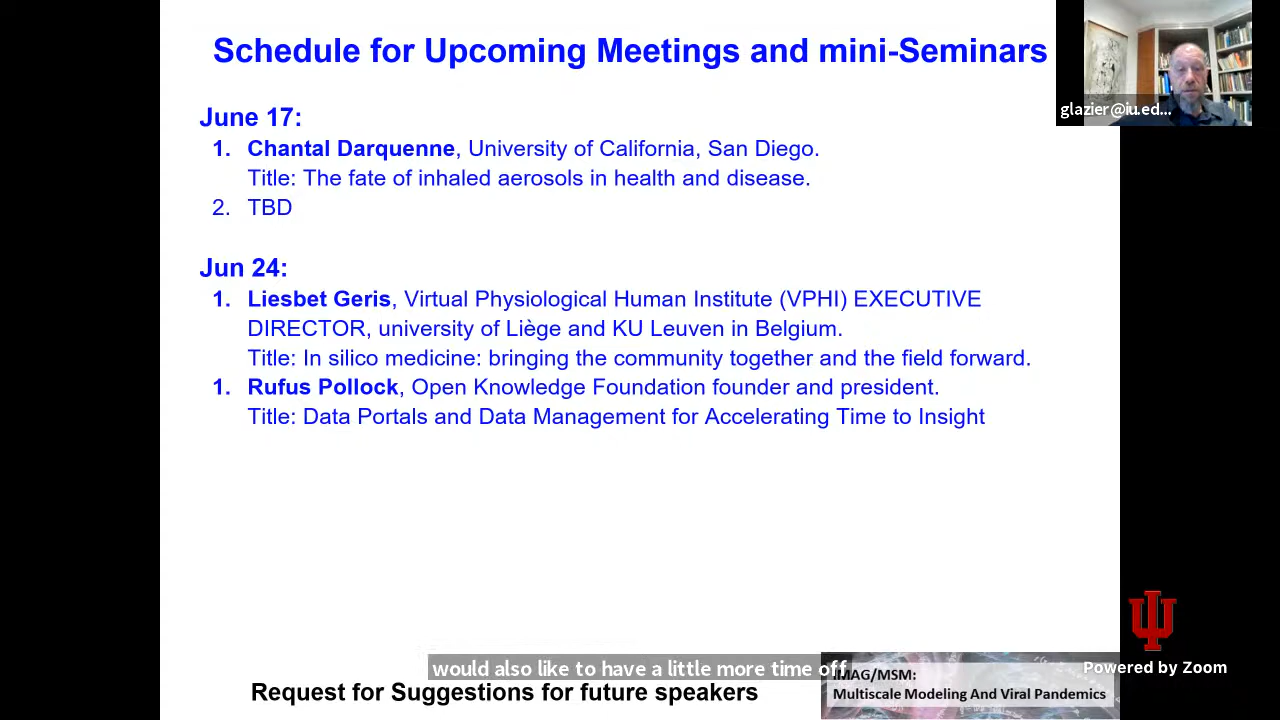 Schedule for Upcoming Meetings and mini-Seminars
glazier@iu.ed...
June 17:
1. Chantal Darquenne, University of California, San Diego.
Title: The fate of inhaled aerosols in health and disease.
2. TBD
Jun 24:
1. Liesbet Geris, Virtual Physiological Human Institute (VPHI) EXECUTIVE
DIRECTOR, university of Liège and KU Leuven in Belgium.
Title: In silico medicine: bringing the community together and the field forward.
1. Rufus Pollock, Open Knowledge Foundation founder and president.
Title: Data Portals and Data Management for Accelerating Time to Insight
would also like to have a little more time off
Request for Suggestions for future speakers
IMAG/MSM:
Multiscale Modeling And Viral Pandemics
Powered by Zoom